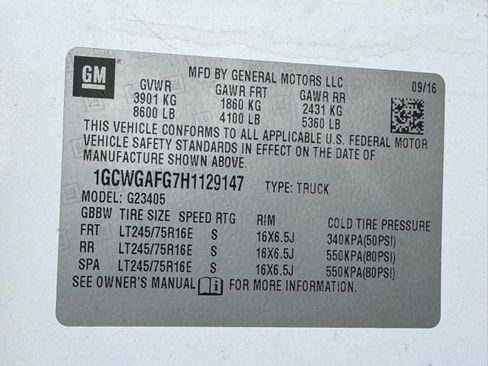 GM
MFD BY GENERAL MOTORS LLC
GVWR GAWR FRT GAWR RR 09/16
3901 KG 1860 KG 2431 KG
8600 LB 4100 LB 5360 LB
THIS VEHICLE CONFORMS TO ALL APPLICABLE U.S. FEDERAL MOTOR
VEHICLE SAFETY STANDARDS IN EFFECT ON THE DATE OF
MANUFACTURE SHOWN ABOVE.
1GCWGAFG7H1129147 TYPE: TRUCK
MODEL: G23405
GBBW TIRE SIZE SPEED RTG RIM COLD TIRE PRESSURE
FRT LT245/75R16E S 16X6.5J 340KPA(50PSI)
RR LT245/75R16E S 16X6.5J 550KPA(80PSI)
SPA LT245/75R16E S 16X6.5J 550KPA(80PSI)
SEE OWNER'S MANUAL FOR MORE INFORMATION.